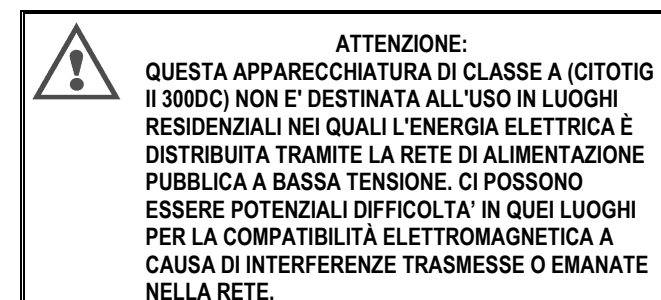 ATTENZIONE:
QUESTA APPARECCHIATURA DI CLASSE A (CITOTIG
II 300DC) NON E' DESTINATA ALL'USO IN LUOGHI
RESIDENZIALI NEI QUALI L'ENERGIA ELETTRICA È
DISTRIBUITA TRAMITE LA RETE DI ALIMENTAZIONE
PUBBLICA A BASSA TENSIONE. CI POSSONO
ESSERE POTENZIALI DIFFICOLTA’ IN QUEI LUOGHI
PER LA COMPATIBILITÀ ELETTROMAGNETICA A
CAUSA DI INTERFERENZE TRASMESSE O EMANATE
NELLA RETE.